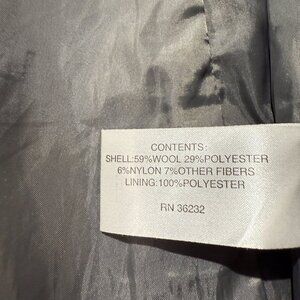 CONTENTS:
SHELL:59%WOOL 29%POLYESTER
6%NYLON 7%OTHER FIBERS
LINING:100%POLYESTER
RN 36232